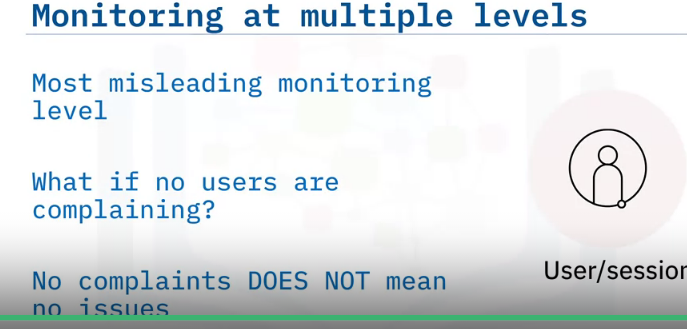 Monitoring at multiple levels
Most misleading monitoring
level
What if no users are
complaining?
No complaints DOES NOT mean
no issues
User/session